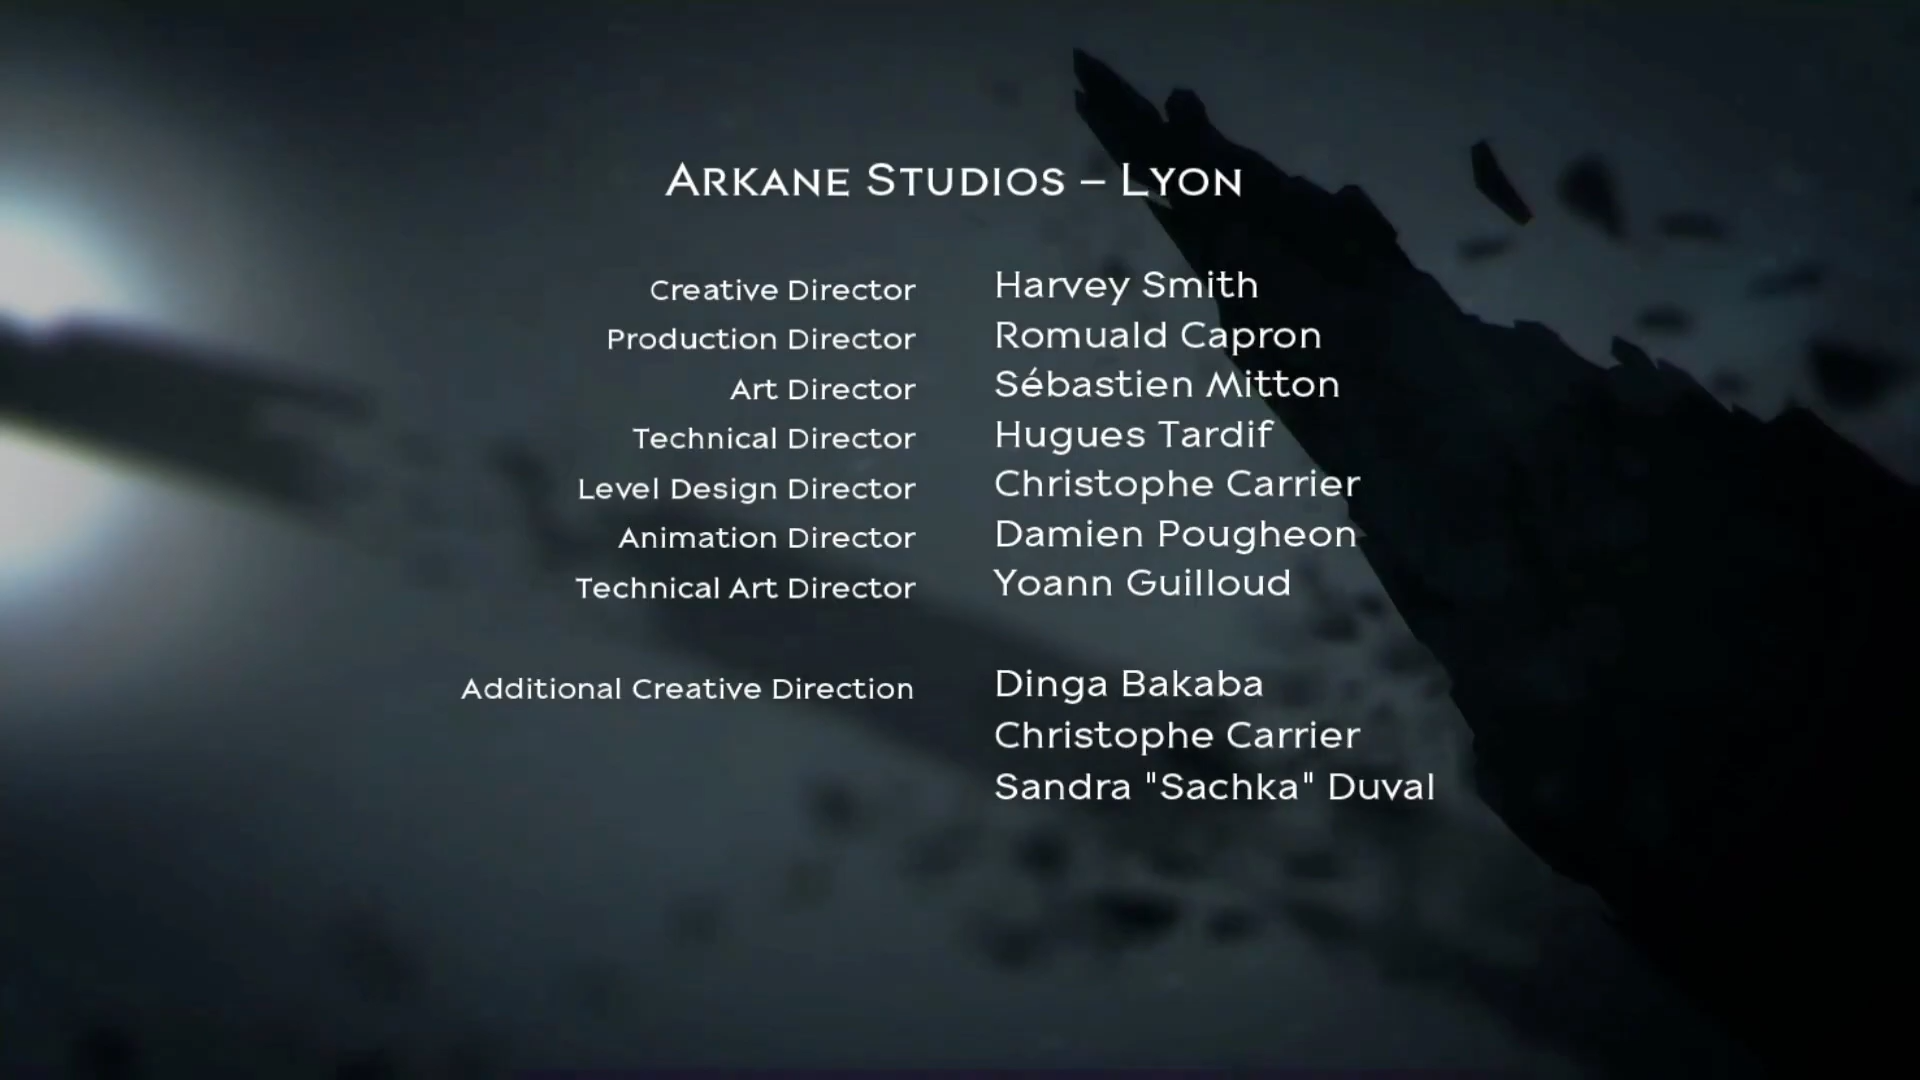 Arkane Studios – Lyon
Creative Director Harvey Smith
Production Director Romuald Capron
Art Director Sébastien Mitton
Technical Director Hugues Tardif
Level Design Director Christophe Carrier
Animation Director Damien Pougheon
Technical Art Director Yoann Guilloud
Additional Creative Direction Dinga Bakaba
Christophe Carrier
Sandra "Sachka" Duval